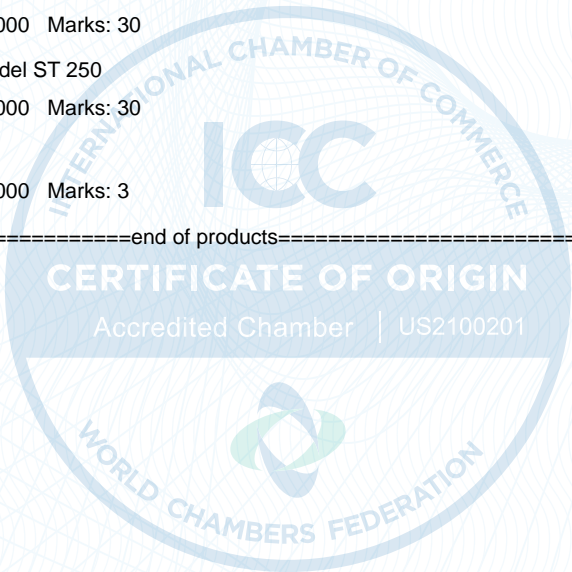 000 Marks: 30
del ST 250
000 Marks: 30
000 Marks: 3
===========end of products========================
INTERNATIONAL CHAMBER OF COMMERCE
ICC
CERTIFICATE OF ORIGIN
Accredited Chamber | US2100201
WORLD CHAMBERS FEDERATION